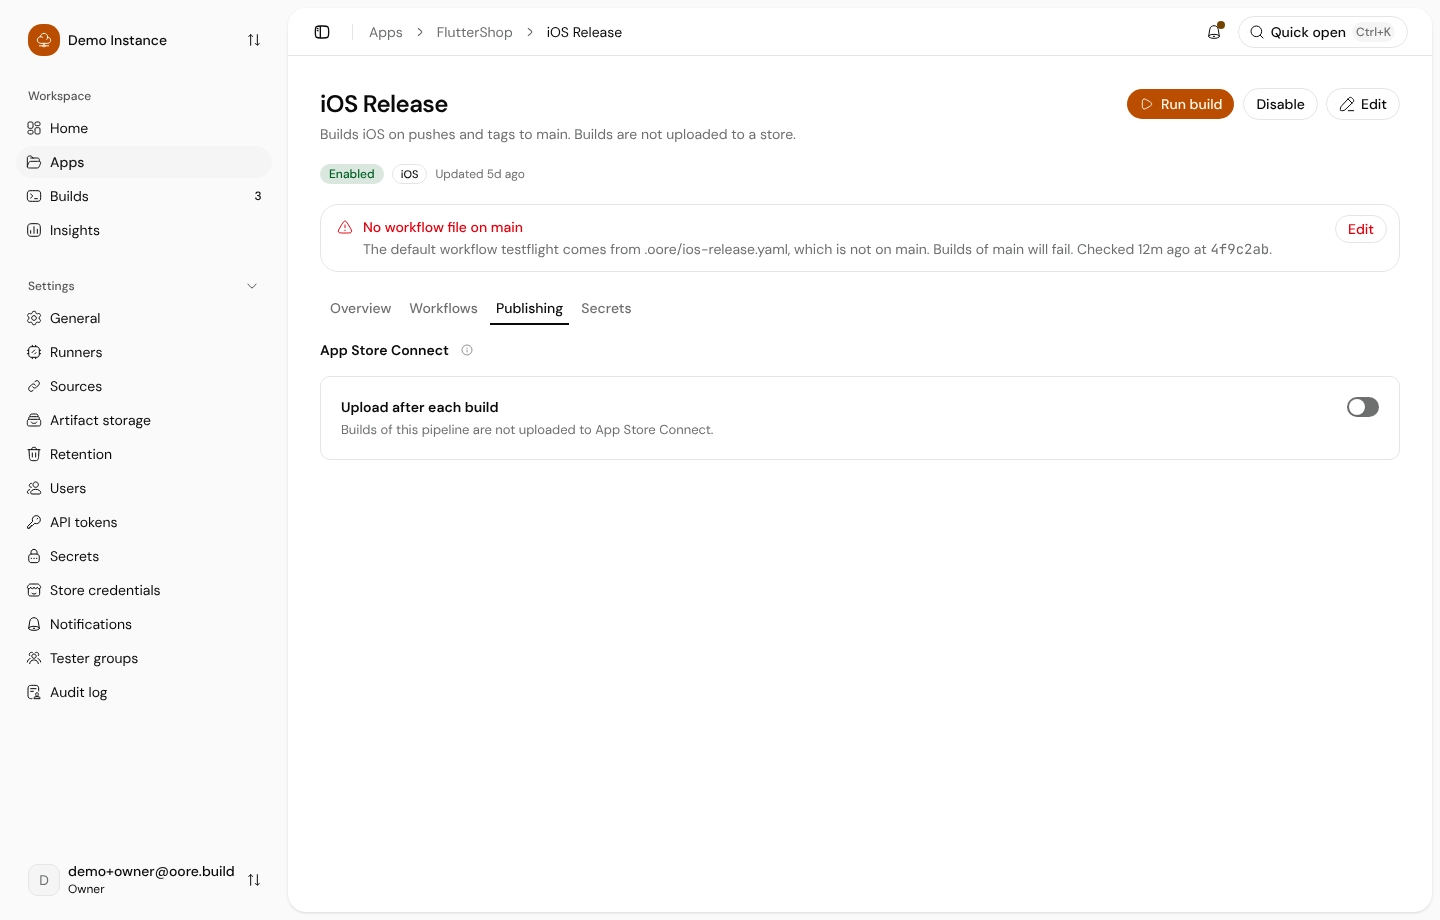 Demo Instance
Workspace
Home
Apps
Builds 3
Insights
Settings
General
Runners
Sources
Artifact storage
Retention
Users
API tokens
Secrets
Store credentials
Notifications
Tester groups
Audit log
D
demo+owner@oore.build
Owner
Apps > FlutterShop > iOS Release
Quick open Ctrl+K
iOS Release
Run build
Disable
Edit
Builds iOS on pushes and tags to main. Builds are not uploaded to a store.
Enabled iOS Updated 5d ago
No workflow file on main
Edit
The default workflow testflight comes from .oore/ios-release.yaml, which is not on main. Builds of main will fail. Checked 12m ago at 4f9c2ab.
Overview Workflows Publishing Secrets
App Store Connect
Upload after each build
Builds of this pipeline are not uploaded to App Store Connect.